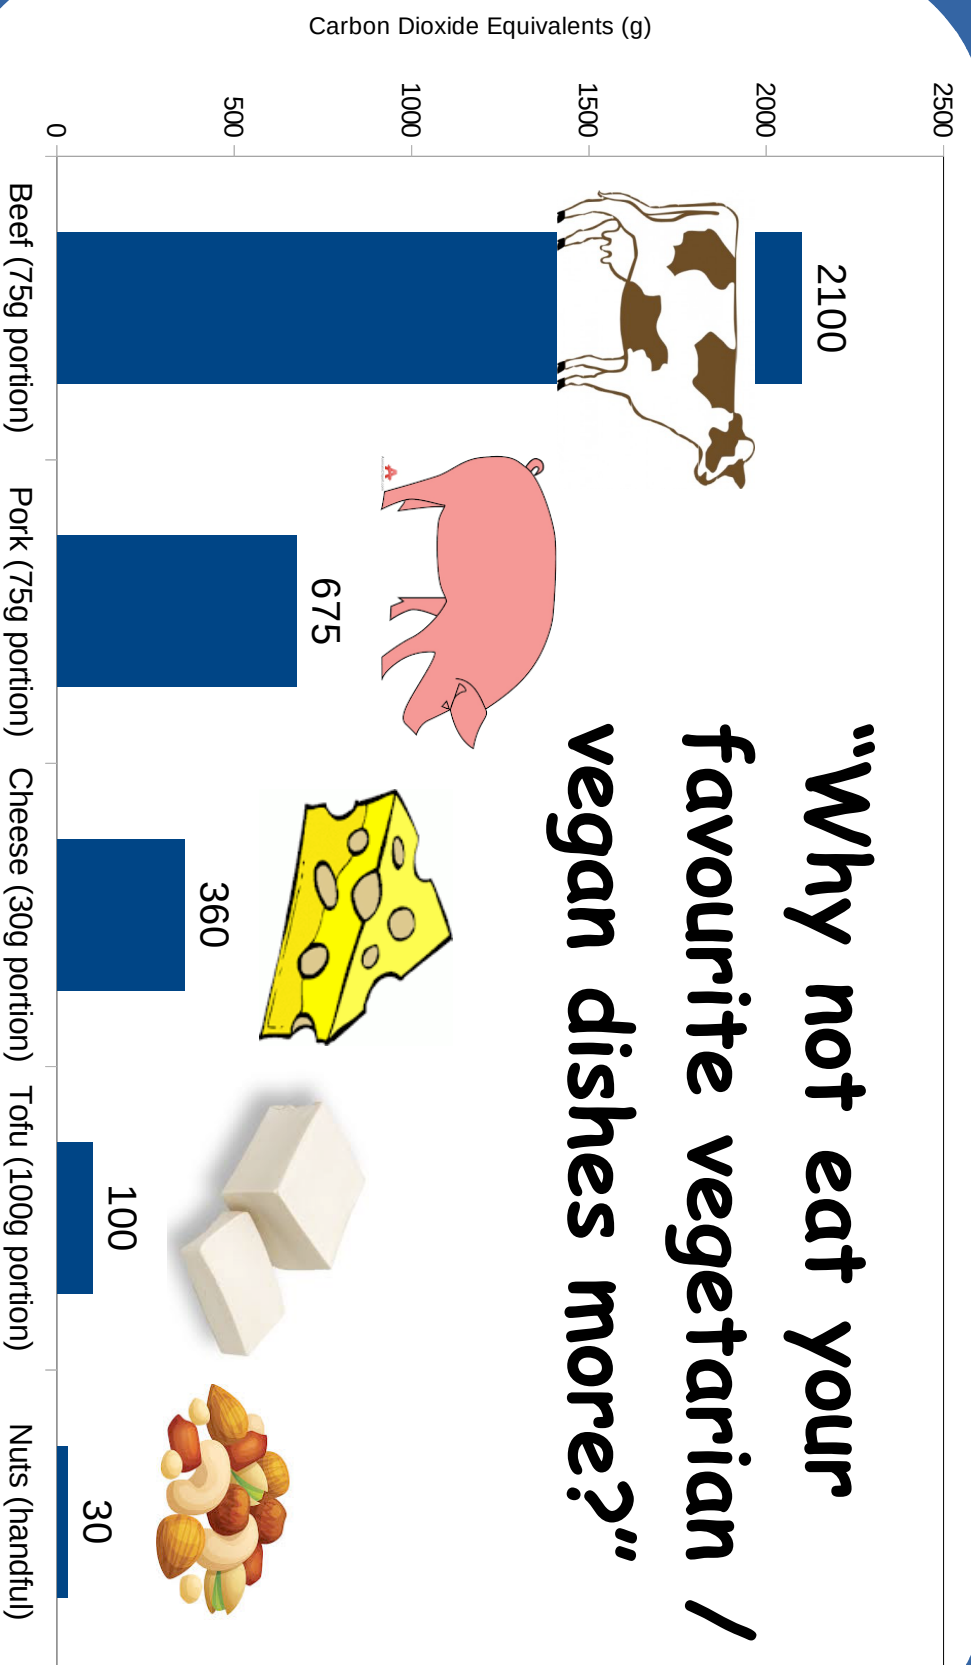 “Why not eat your
favourite vegetarian /
vegan dishes more?”
Carbon Dioxide Equivalents (g)
2500
2000
1500
1000
500
0
2100
675
360
100
30
Beef (75g portion)
Pork (75g portion)
Cheese (30g portion)
Tofu (100g portion)
Nuts (handful)
A